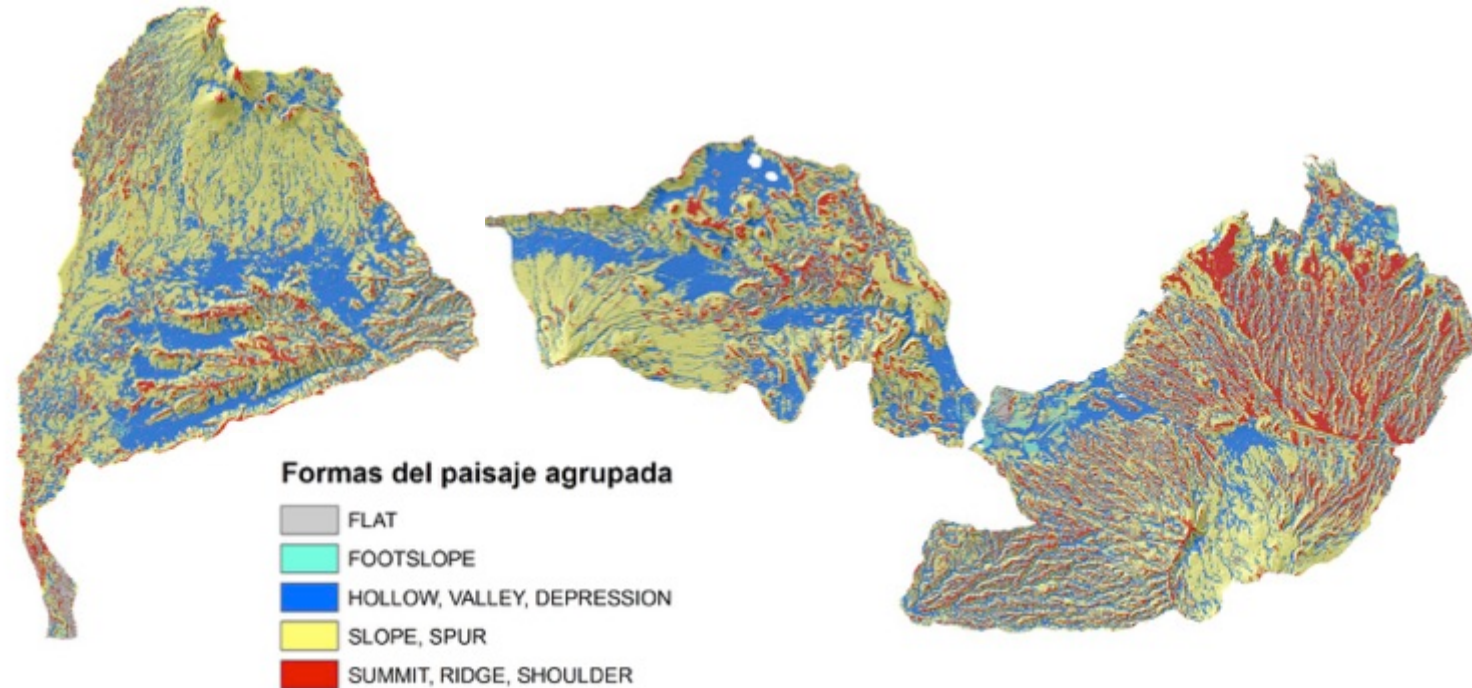 Formas del paisaje agrupada
FLAT
FOOTSLOPE
HOLLOW, VALLEY, DEPRESSION
SLOPE, SPUR
SUMMIT, RIDGE, SHOULDER